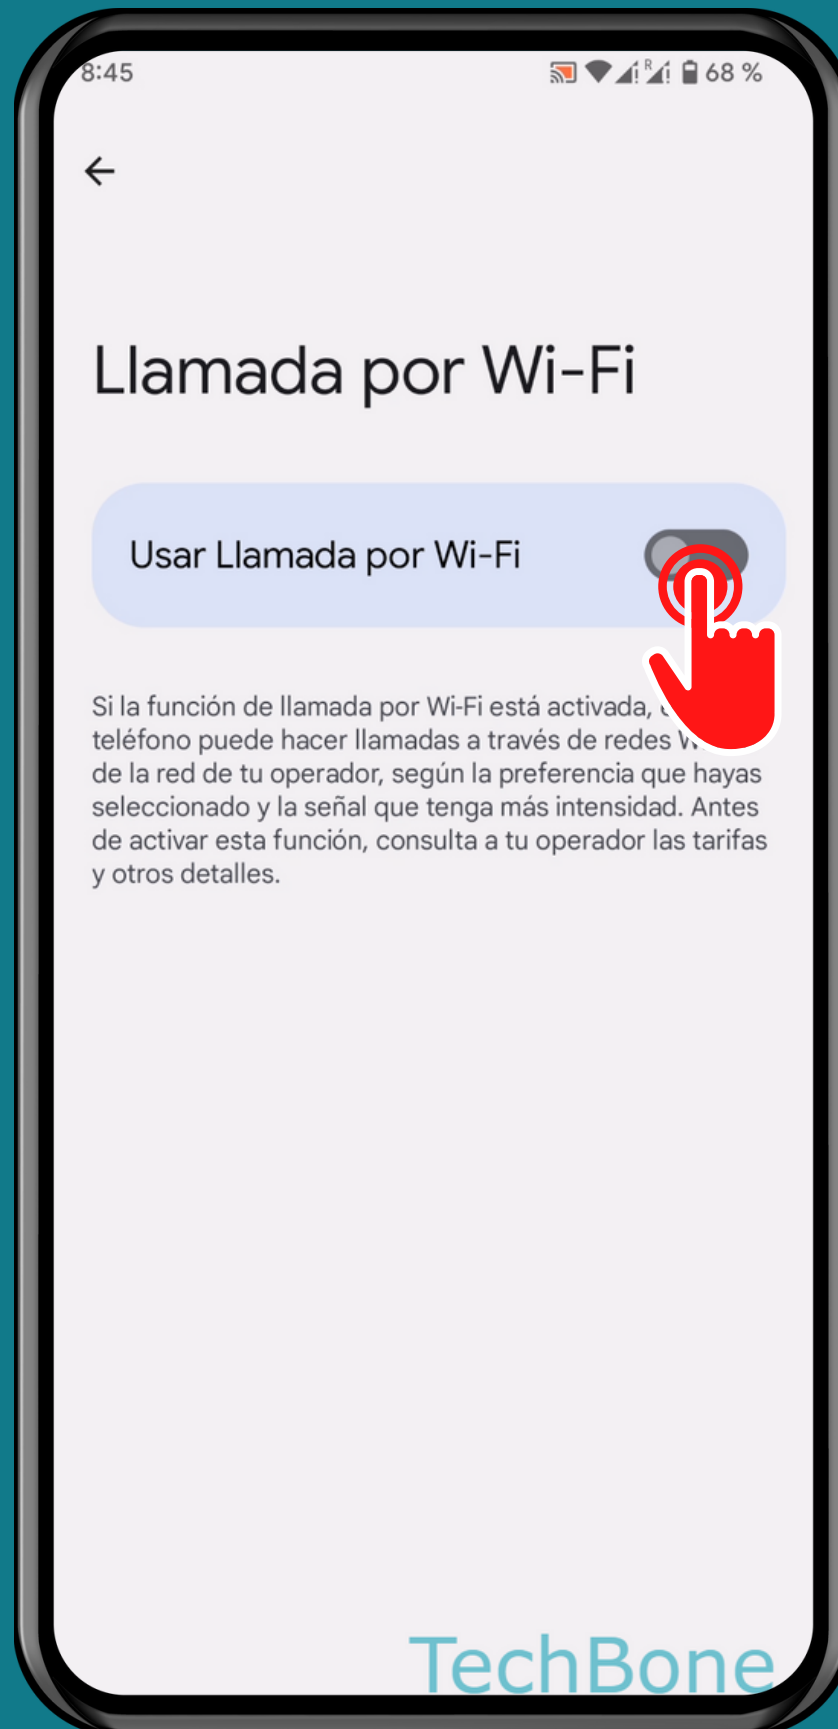 8:45 R 68 %
Llamada por Wi-Fi
Usar Llamada por Wi-Fi
Si la función de llamada por Wi-Fi está activada,
teléfono puede hacer llamadas a través de redes
de la red de tu operador, según la preferencia que hayas
seleccionado y la señal que tenga más intensidad. Antes
de activar esta función, consulta a tu operador las tarifas
y otros detalles.
TechBone